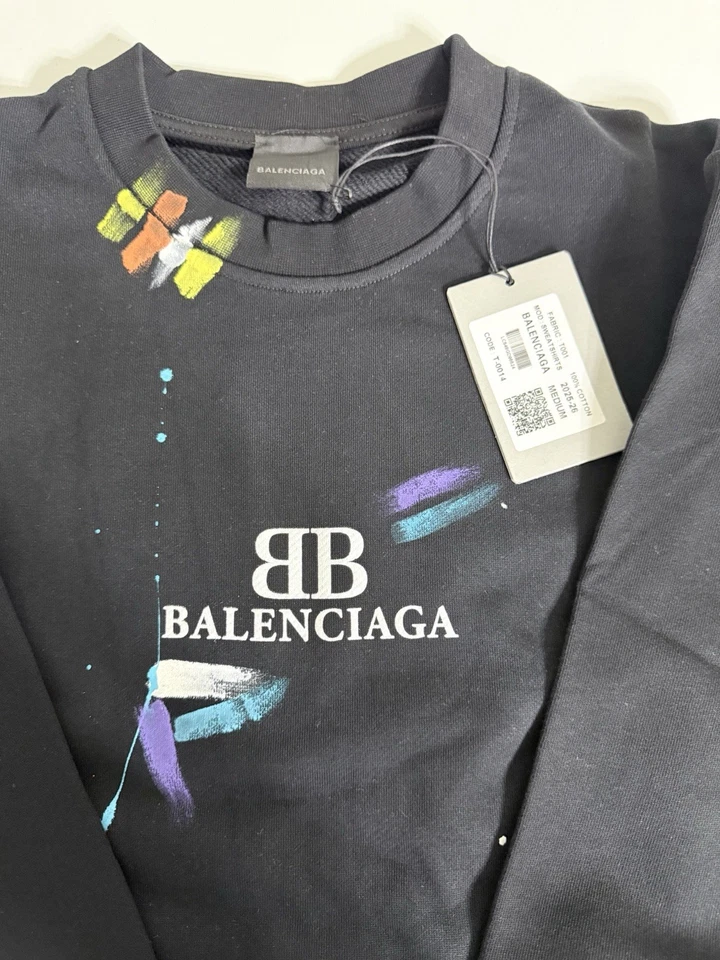 BALENCIAGA
FABRIC - T001 100% COTTON
MOD : SWEATSHIRTS 2025-26
BALENCIAGA MEDIUM
CODE : T-0014
BB
BALENCIAGA